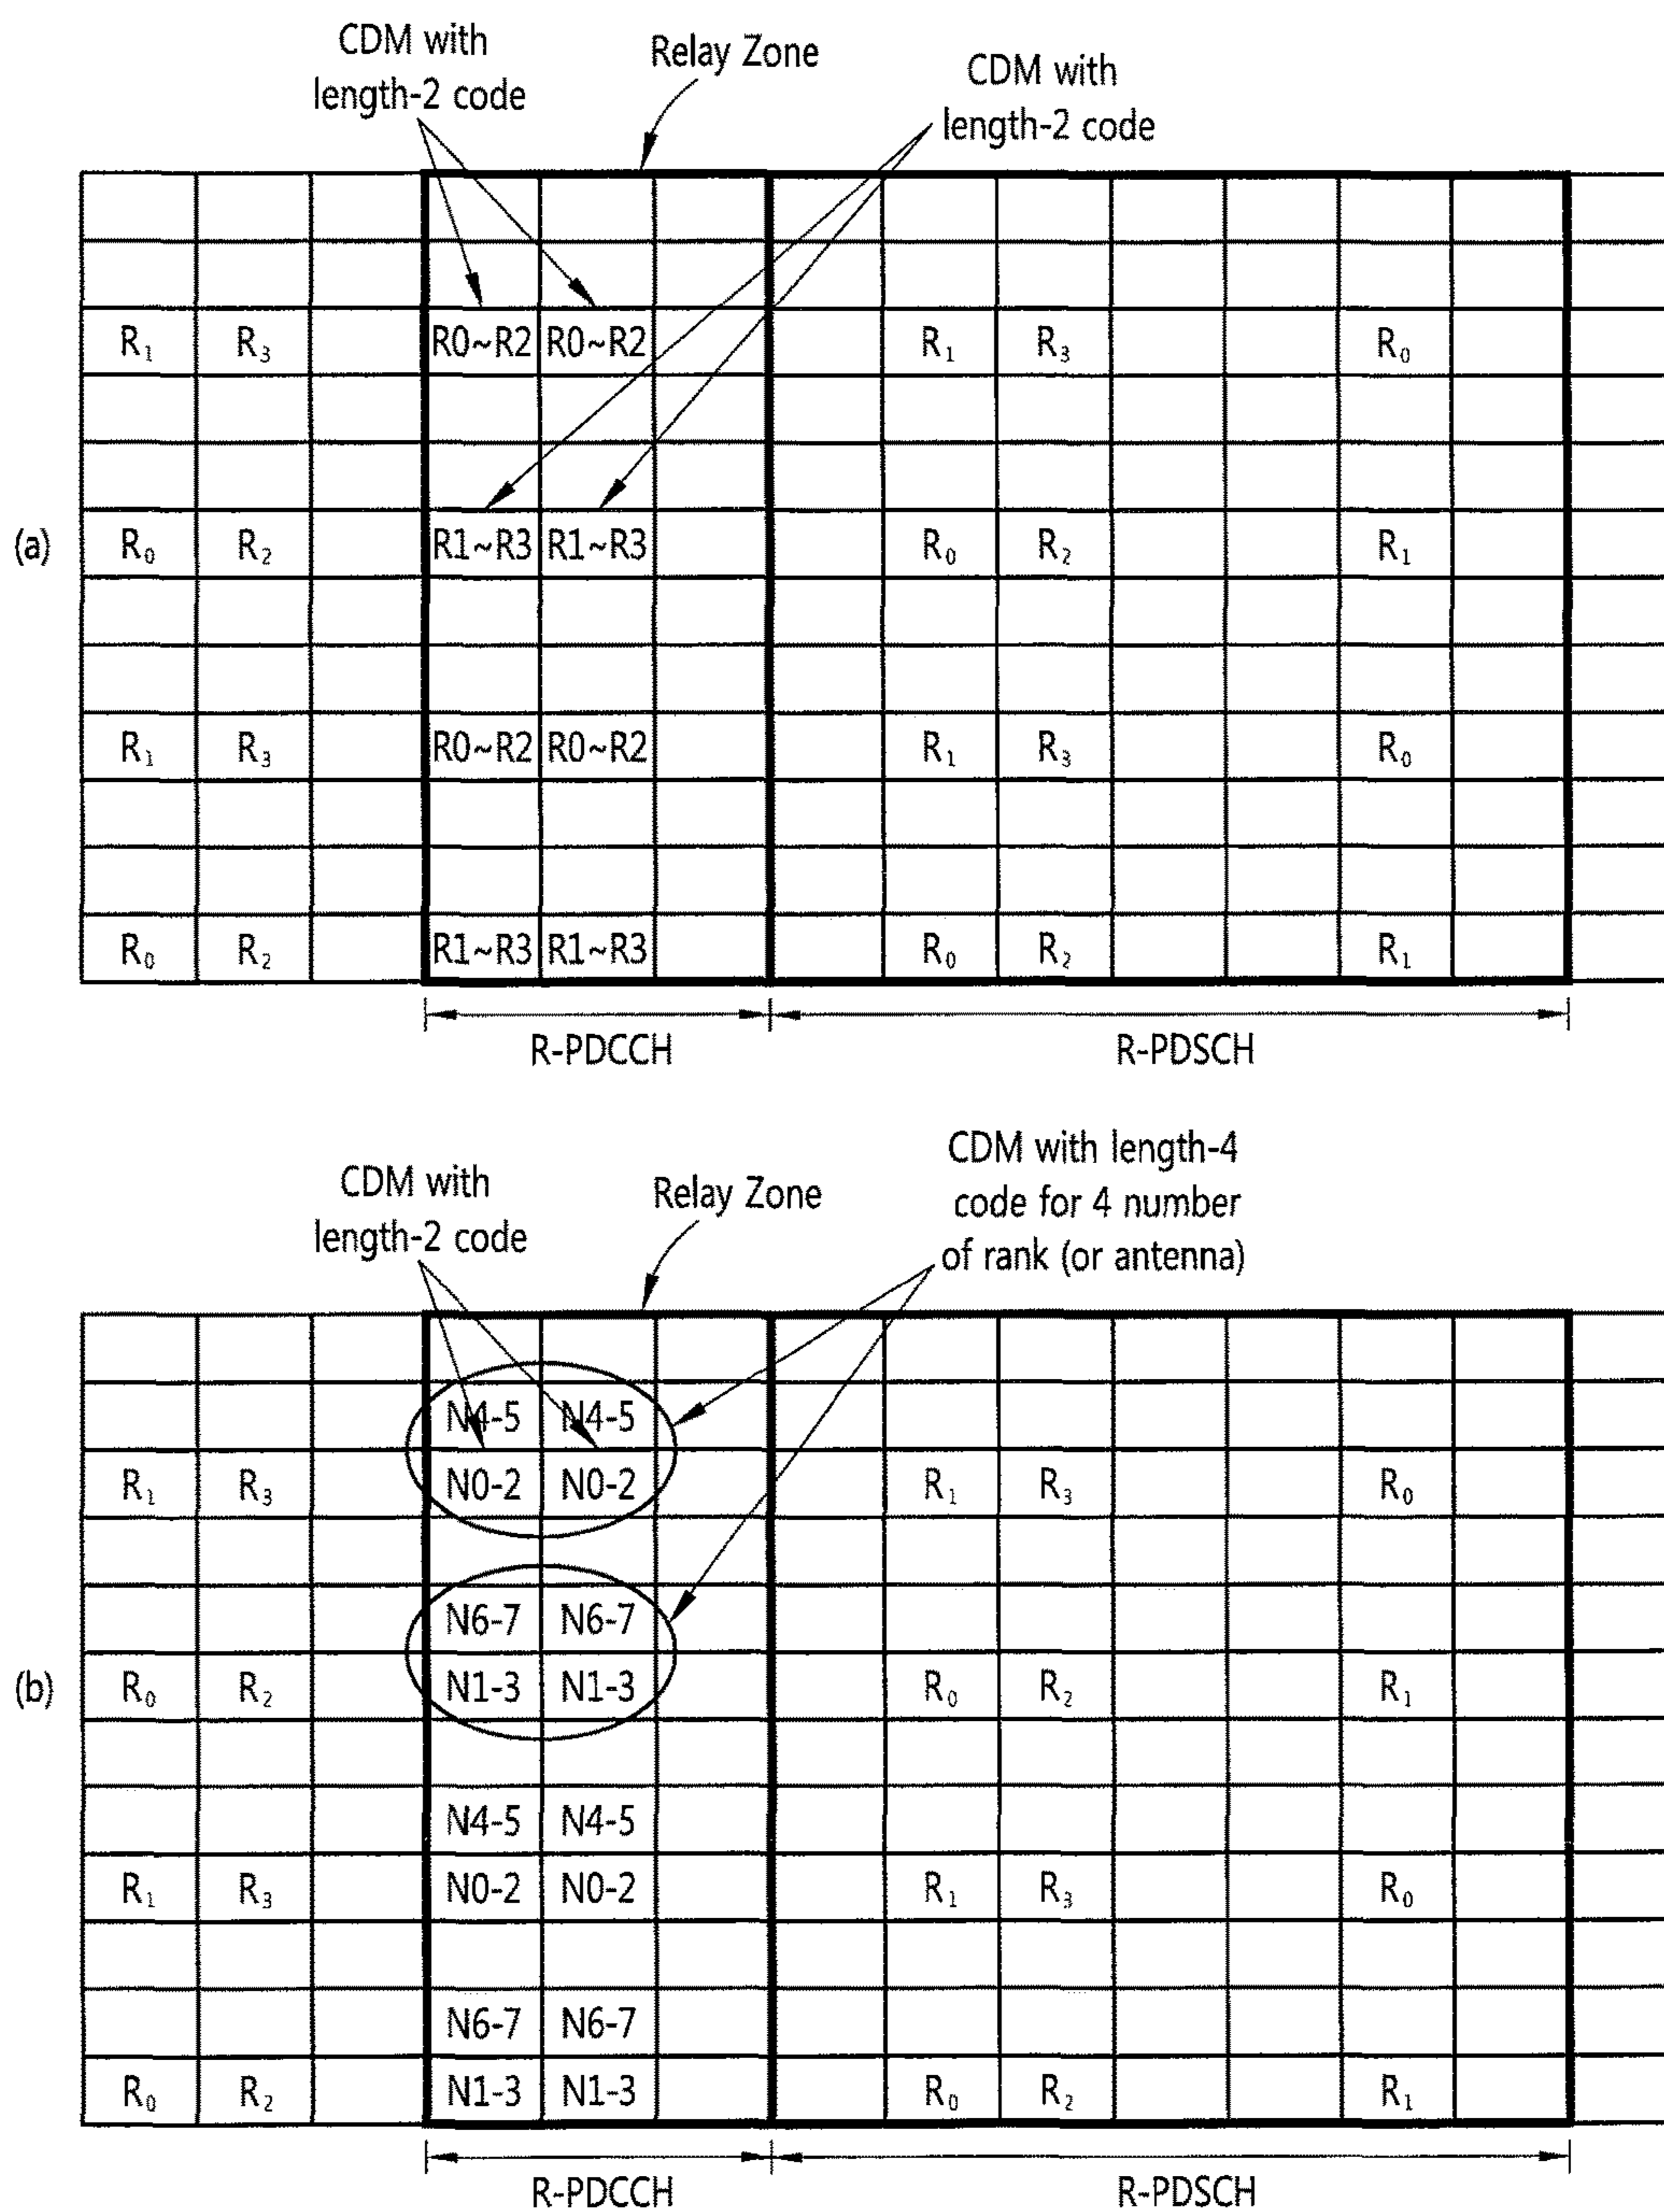 CDM with
length-2 code
Relay Zone
CDM with
length-2 code
R₁ R₃ R0~R2 R0~R2 R₁ R₃ R₀
(a) R₀ R₂ R1~R3 R1~R3 R₀ R₂ R₁
R₁ R₃ R0~R2 R0~R2 R₁ R₃ R₀
R₀ R₂ R1~R3 R1~R3 R₀ R₂ R₁
R-PDCCH R-PDSCH
CDM with
length-2 code
Relay Zone
CDM with length-4
code for 4 number
of rank (or antenna)
N4-5 N4-5
R₁ R₃ N0-2 N0-2 R₁ R₃ R₀
N6-7 N6-7
(b) R₀ R₂ N1-3 N1-3 R₀ R₂ R₁
N4-5 N4-5
R₁ R₃ N0-2 N0-2 R₁ R₃ R₀
N6-7 N6-7
R₀ R₂ N1-3 N1-3 R₀ R₂ R₁
R-PDCCH R-PDSCH